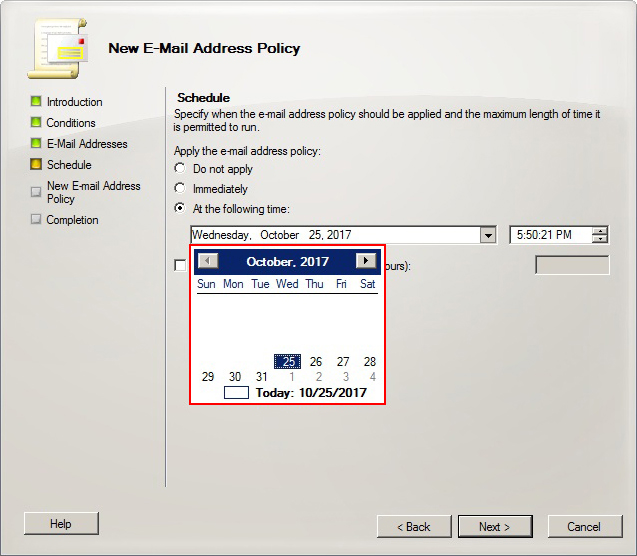 New E-Mail Address Policy
Introduction
Conditions
E-Mail Addresses
Schedule
New E-mail Address
Policy
Completion
Schedule
Specify when the e-mail address policy should be applied and the maximum length of time it
is permitted to run.
Apply the e-mail address policy:
Do not apply
Immediately
At the following time:
Wednesday, October 25, 2017 5:50:21 PM
ours):
October, 2017
Sun Mon Tue Wed Thu Fri Sat
25 26 27 28
29 30 31 1 2 3 4
Today: 10/25/2017
Help
< Back
Next >
Cancel